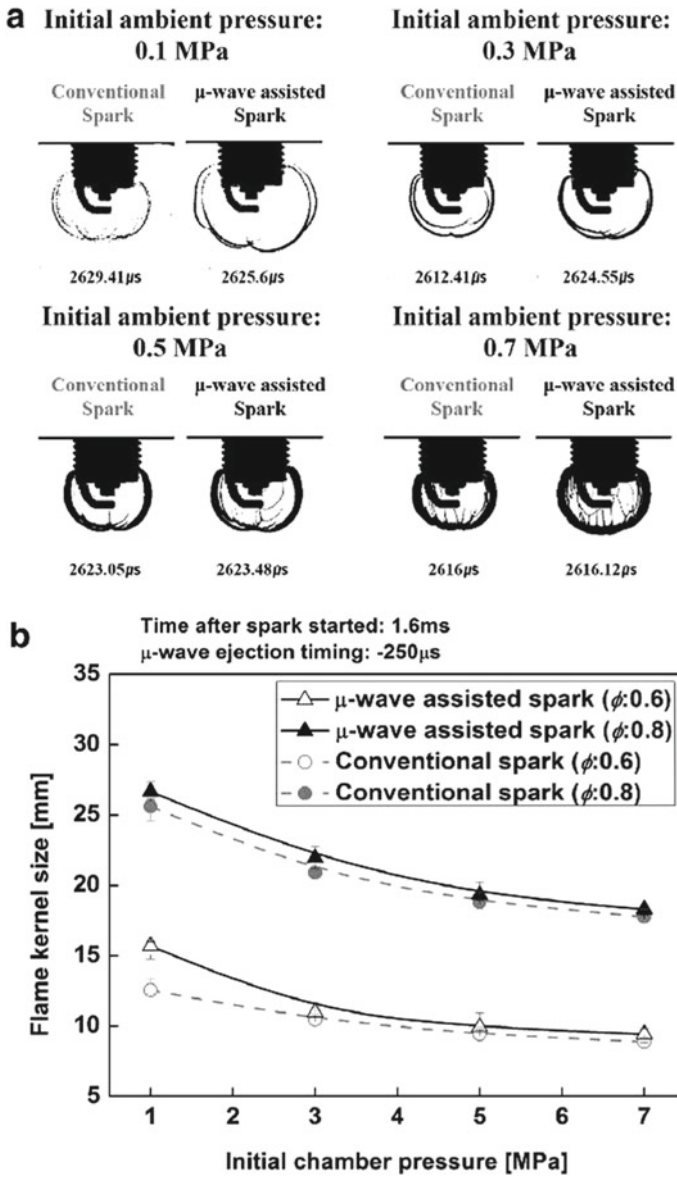 a
Initial ambient pressure:
0.1 MPa
Conventional
Spark
μ-wave assisted
Spark
2629.41μs
2625.6μs
Initial ambient pressure:
0.3 MPa
Conventional
Spark
μ-wave assisted
Spark
2612.41μs
2624.55μs
Initial ambient pressure:
0.5 MPa
Conventional
Spark
μ-wave assisted
Spark
2623.05μs
2623.48μs
Initial ambient pressure:
0.7 MPa
Conventional
Spark
μ-wave assisted
Spark
2616μs
2616.12μs
b
Time after spark started: 1.6ms
μ-wave ejection timing: -250μs
μ-wave assisted spark (ϕ:0.6)
μ-wave assisted spark (ϕ:0.8)
Conventional spark (ϕ:0.6)
Conventional spark (ϕ:0.8)
Flame kernel size [mm]
35
30
25
20
15
10
5
1 2 3 4 5 6 7
Initial chamber pressure [MPa]